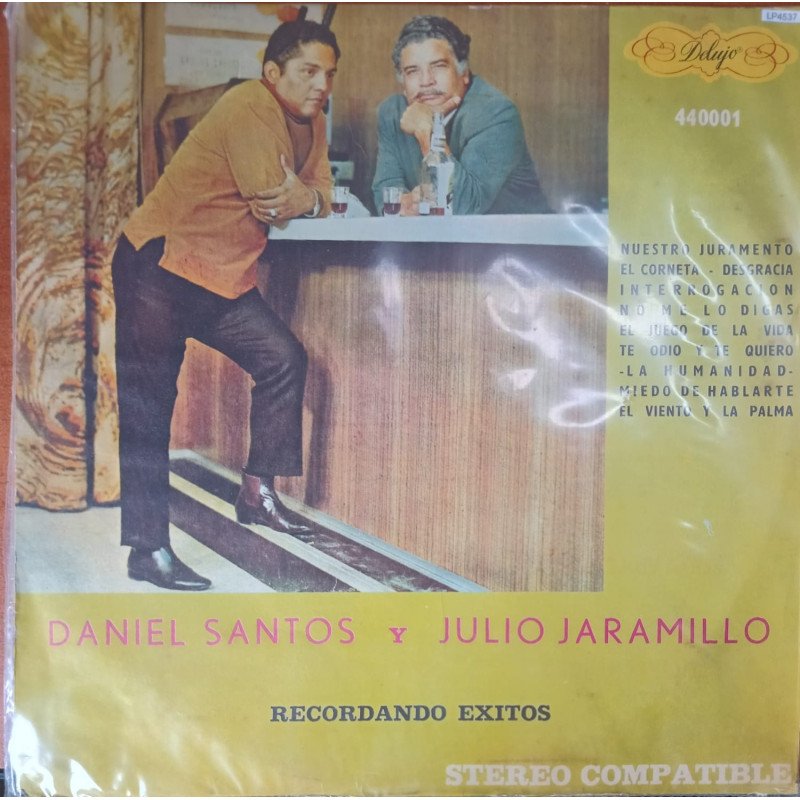 LP4537
Delujo
440001
NUESTRO JURAMENTO
EL CORNETA - DESGRACIA
INTERROGACION
NO ME LO DIGAS
EL JUEGO DE LA VIDA
TE ODIO Y TE QUIERO
-LA HUMANIDAD-
MIEDO DE HABLARTE
EL VIENTO Y LA PALMA
DANIEL SANTOS Y JULIO JARAMILLO
RECORDANDO EXITOS
STEREO COMPATIBLE